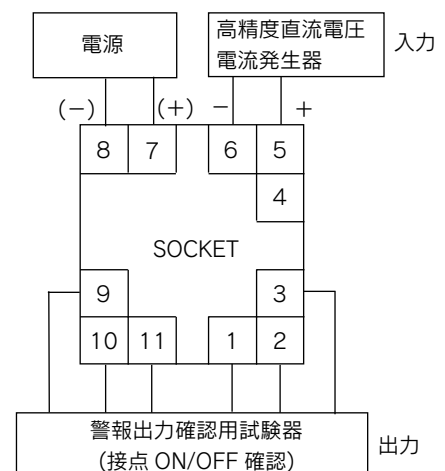 電源
高精度直流電圧
電流発生器
入力
(−) (+) − +
8 7 6 5
4
SOCKET
9 3
10 11 1 2
警報出力確認用試験器
(接点 ON/OFF 確認)
出力